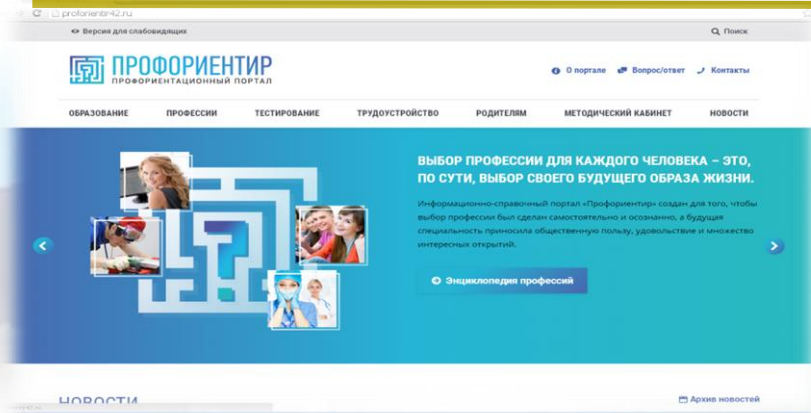 proforientir42.ru
Версия для слабовидящих
Поиск
ПРОФОРИЕНТИР
ПРОФОРИЕНТАЦИОННЫЙ ПОРТАЛ
О портале Вопрос/ответ Контакты
ОБРАЗОВАНИЕ ПРОФЕССИИ ТЕСТИРОВАНИЕ ТРУДОУСТРОЙСТВО РОДИТЕЛЯМ МЕТОДИЧЕСКИЙ КАБИНЕТ НОВОСТИ
ВЫБОР ПРОФЕССИИ ДЛЯ КАЖДОГО ЧЕЛОВЕКА – ЭТО,
ПО СУТИ, ВЫБОР СВОЕГО БУДУЩЕГО ОБРАЗА ЖИЗНИ.
Информационно-справочный портал «Профориентир» создан для того, чтобы
выбор профессии был сделан самостоятельно и осознанно, а будущая
специальность приносила общественную пользу, удовольствие и множество
интересных открытий.
Энциклопедия профессий
НОВОСТИ
Архив новостей